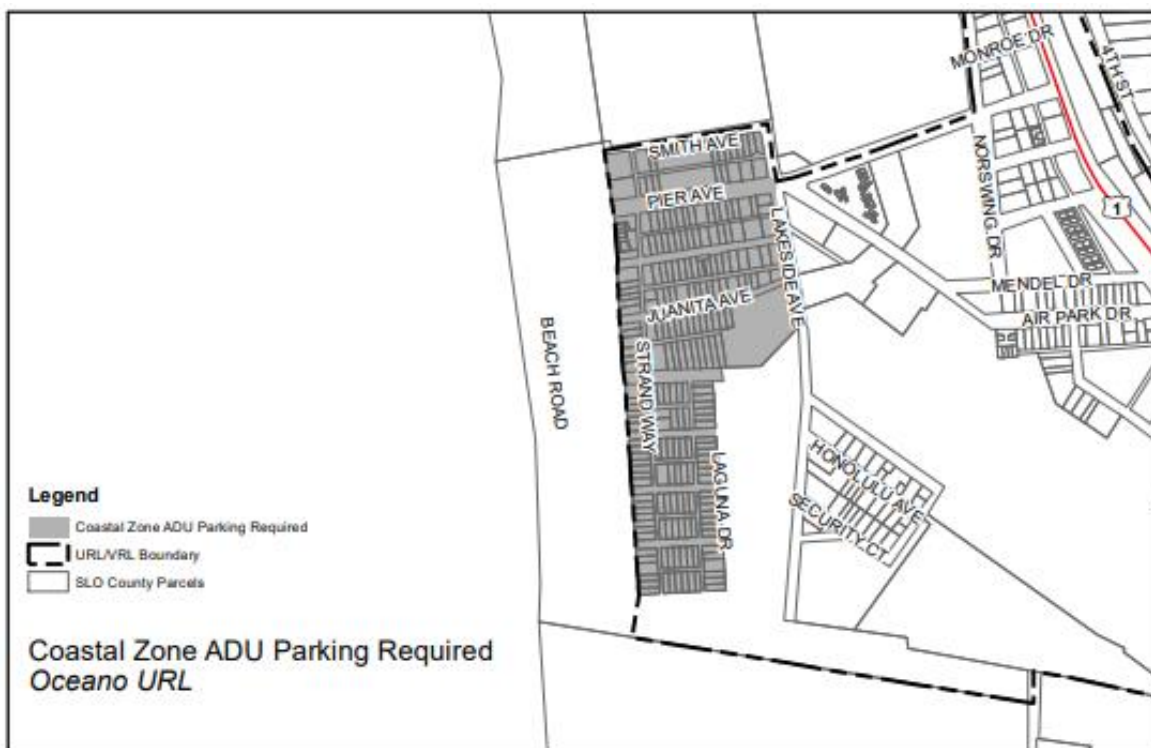 MONROE DR
4TH ST
SMITH AVE
NORSWING DR
PIER AVE
1
LAKESIDE AVE
MENDEL DR
JUANITA AVE
AIR PARK DR
BEACH ROAD
STRAND WAY
HONOLULU AVE
LAGUNA DR
SECURITY CT
Legend
Coastal Zone ADU Parking Required
URL/VRL Boundary
SLO County Parcels
Coastal Zone ADU Parking Required
Oceano URL